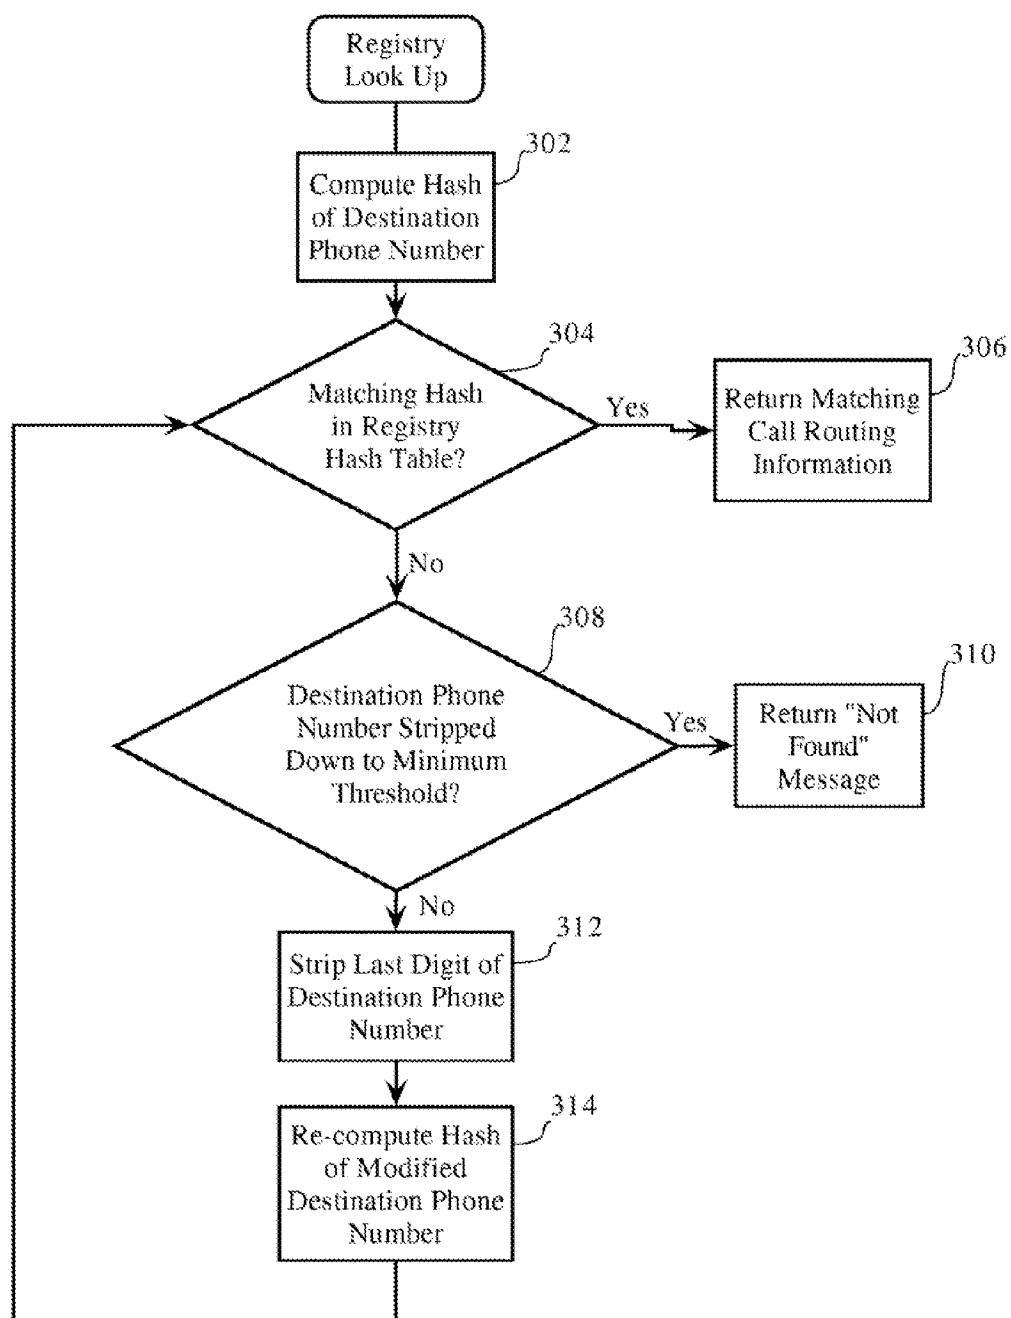 Registry
Look Up
302
Compute Hash
of Destination
Phone Number
304
Matching Hash
in Registry
Hash Table?
Yes
306
Return Matching
Call Routing
Information
No
308
Destination Phone
Number Stripped
Down to Minimum
Threshold?
Yes
310
Return "Not
Found"
Message
No
312
Strip Last Digit of
Destination Phone
Number
314
Re-compute Hash
of Modified
Destination Phone
Number